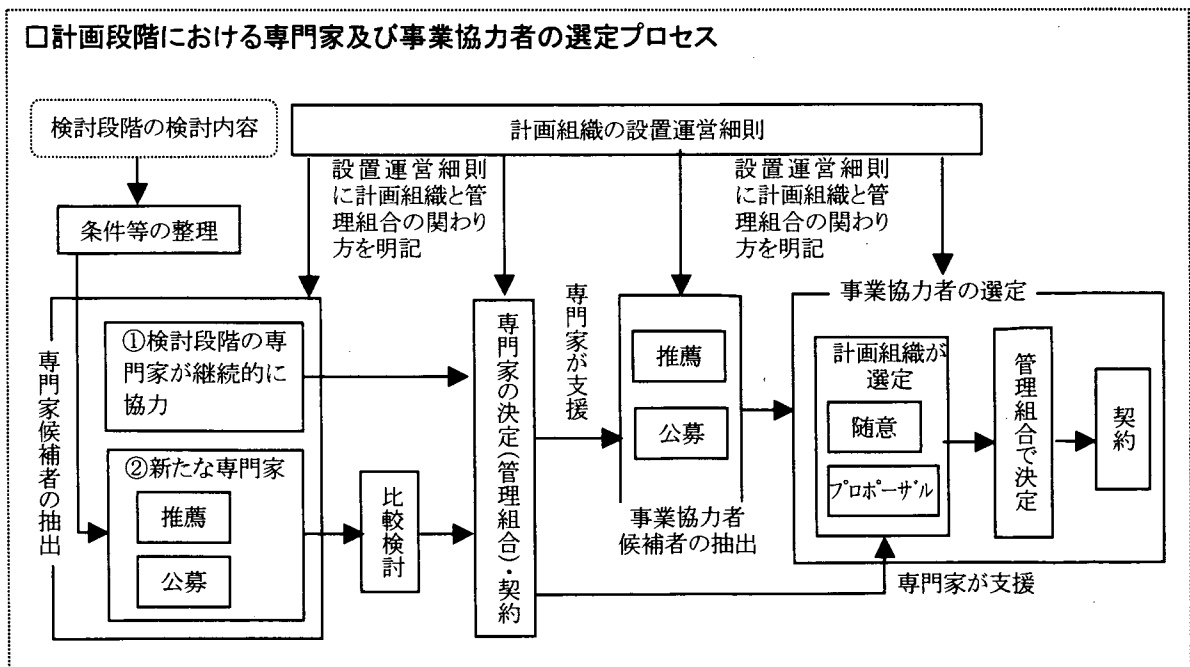 □計画段階における専門家及び事業協力者の選定プロセス
検討段階の検討内容
計画組織の設置運営細則
条件等の整理
設置運営細則
に計画組織と管
理組合の関わり
方を明記
設置運営細則
に計画組織と管
理組合の関わり
方を明記
専門家候補者の抽出
①検討段階の専
門家が継続的に
協力
②新たな専門家
推薦
公募
比較検討
専門家の決定(管理組合)・契約
専門家が支援
推薦
公募
事業協力者
候補者の抽出
事業協力者の選定
計画組織が
選定
随意
プロポーザル
管理組合で決定
契約
専門家が支援